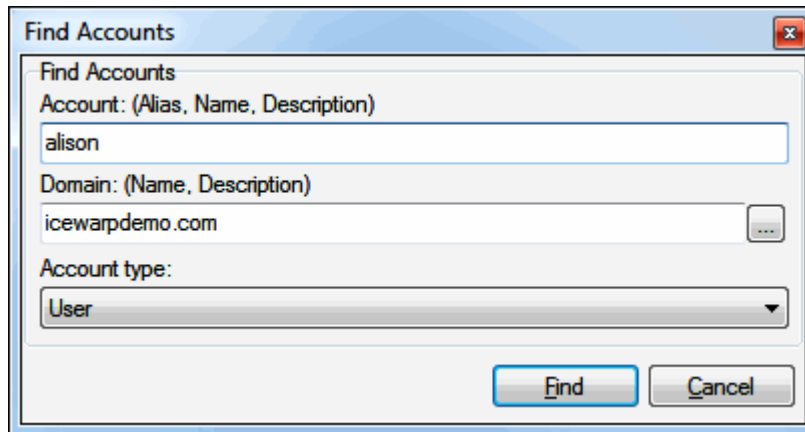 Find Accounts
Find Accounts
Account: (Alias, Name, Description)
alison
Domain: (Name, Description)
icewarpdemo.com
...
Account type:
User
Find Cancel